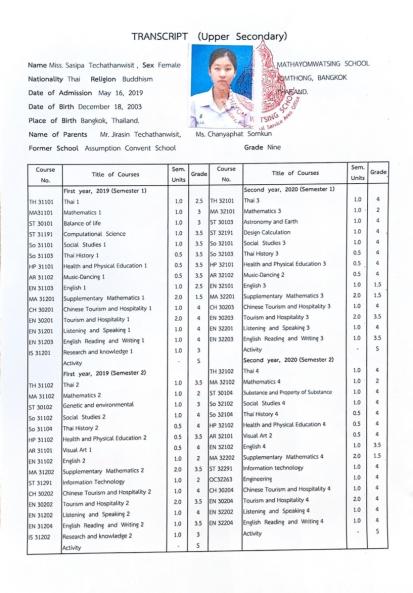 TRANSCRIPT (Upper Secondary)
Name Miss. Sasipa Techathanwisit , Sex Female
MATHAYOMWATSING SCHOOL
Nationality Thai Religion Buddhism
JOMTHONG, BANGKOK
Date of Admission May 16, 2019
THAILAND.
Date of Birth December 18, 2003
Place of Birth Bangkok, Thailand.
Name of Parents Mr. Jirasin Techathanwisit, Ms. Chanyaphat Somkun
Former School Assumption Convent School Grade Nine
Course No. Title of Courses Sem. Units Grade Course No. Title of Courses Sem. Units Grade
First year, 2019 (Semester 1) Second year, 2020 (Semester 1)
TH 31101 Thai 1 1.0 2.5 TH 32101 Thai 3 1.0 4
MA31101 Mathematics 1 1.0 3 MA 32101 Mathematics 3 1.0 2
ST 30101 Balance of life 1.0 3 ST 30103 Astronomy and Earth 1.0 4
ST 31191 Computational Science 1.0 3.5 ST 32191 Design Calculation 1.0 4
So 31101 Social Studies 1 1.0 3.5 So 32101 Social Studies 3 1.0 4
So 31103 Thai History 1 0.5 3.5 So 32103 Thai History 3 0.5 4
HP 31101 Health and Physical Education 1 0.5 3.5 HP 32101 Health and Physical Education 3 0.5 4
AR 31102 Music-Dancing 1 0.5 3.5 AR 32102 Music-Dancing 2 0.5 4
EN 31103 English 1 1.0 2.5 EN 32101 English 3 1.0 1.5
MA 31201 Supplementary Mathematics 1 2.0 1.5 MA 32201 Supplementary Mathematics 3 2.0 1.5
CH 30201 Chinese Tourism and Hospitality 1 1.0 4 CH 30203 Chinese Tourism and Hospitality 3 1.0 4
EN 30201 Tourism and Hospitality 1 2.0 4 EN 30203 Tourism and Hospitality 3 2.0 3.5
EN 31201 Listening and Speaking 1 1.0 4 EN 32201 Listening and Speaking 3 1.0 4
EN 31203 English Reading and Writing 1 1.0 4 EN 32203 English Reading and Writing 3 1.0 3.5
IS 31201 Research and knowledge 1 1.0 3 Activity - S
Activity - S Second year, 2020 (Semester 2)
First year, 2019 (Semester 2) TH 32102 Thai 4 1.0 4
TH 31102 Thai 2 1.0 3.5 MA 32102 Mathematics 4 1.0 2
MA 31102 Mathematics 2 1.0 2 ST 30104 Substance and Property of Substance 1.0 4
ST 30102 Genetic and environmental 1.0 3 So 32102 Social Studies 4 1.0 4
So 31102 Social Studies 2 1.0 4 So 32104 Thai History 4 0.5 4
So 31104 Thai History 2 0.5 4 HP 32102 Health and Physical Education 4 0.5 4
HP 31102 Health and Physical Education 2 0.5 3.5 AR 32101 Visual Art 2 0.5 4
AR 31101 Visual Art 1 0.5 4 EN 32102 English 4 1.0 3.5
EN 31102 English 2 1.0 2 MA 32202 Supplementary Mathematics 4 2.0 1.5
MA 31202 Supplementary Mathematics 2 2.0 3.5 ST 32291 Information technology 1.0 4
ST 31291 Information Technology 1.0 2 OC32263 Engineering 1.0 4
CH 30202 Chinese Tourism and Hospitality 2 1.0 4 CH 30204 Chinese Tourism and Hospitality 4 1.0 4
EN 30202 Tourism and Hospitality 2 2.0 3.5 EN 30204 Tourism and Hospitality 4 2.0 4
EN 31202 Listening and Speaking 2 1.0 4 EN 32202 Listening and Speaking 4 1.0 4
EN 31204 English Reading and Writing 2 1.0 3.5 EN 32204 English Reading and Writing 4 1.0 4
IS 31202 Research and knowledge 2 1.0 3 Activity - S
Activity - S